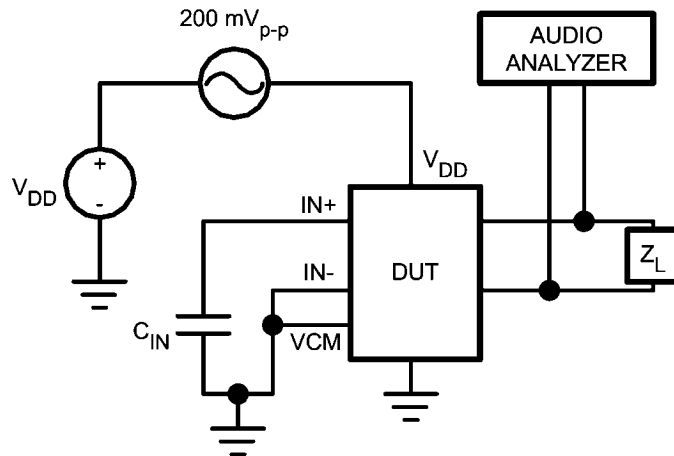 200 mVp-p
AUDIO
ANALYZER
+
VDD
-
VDD
IN+
IN-
DUT
ZL
CIN
VCM